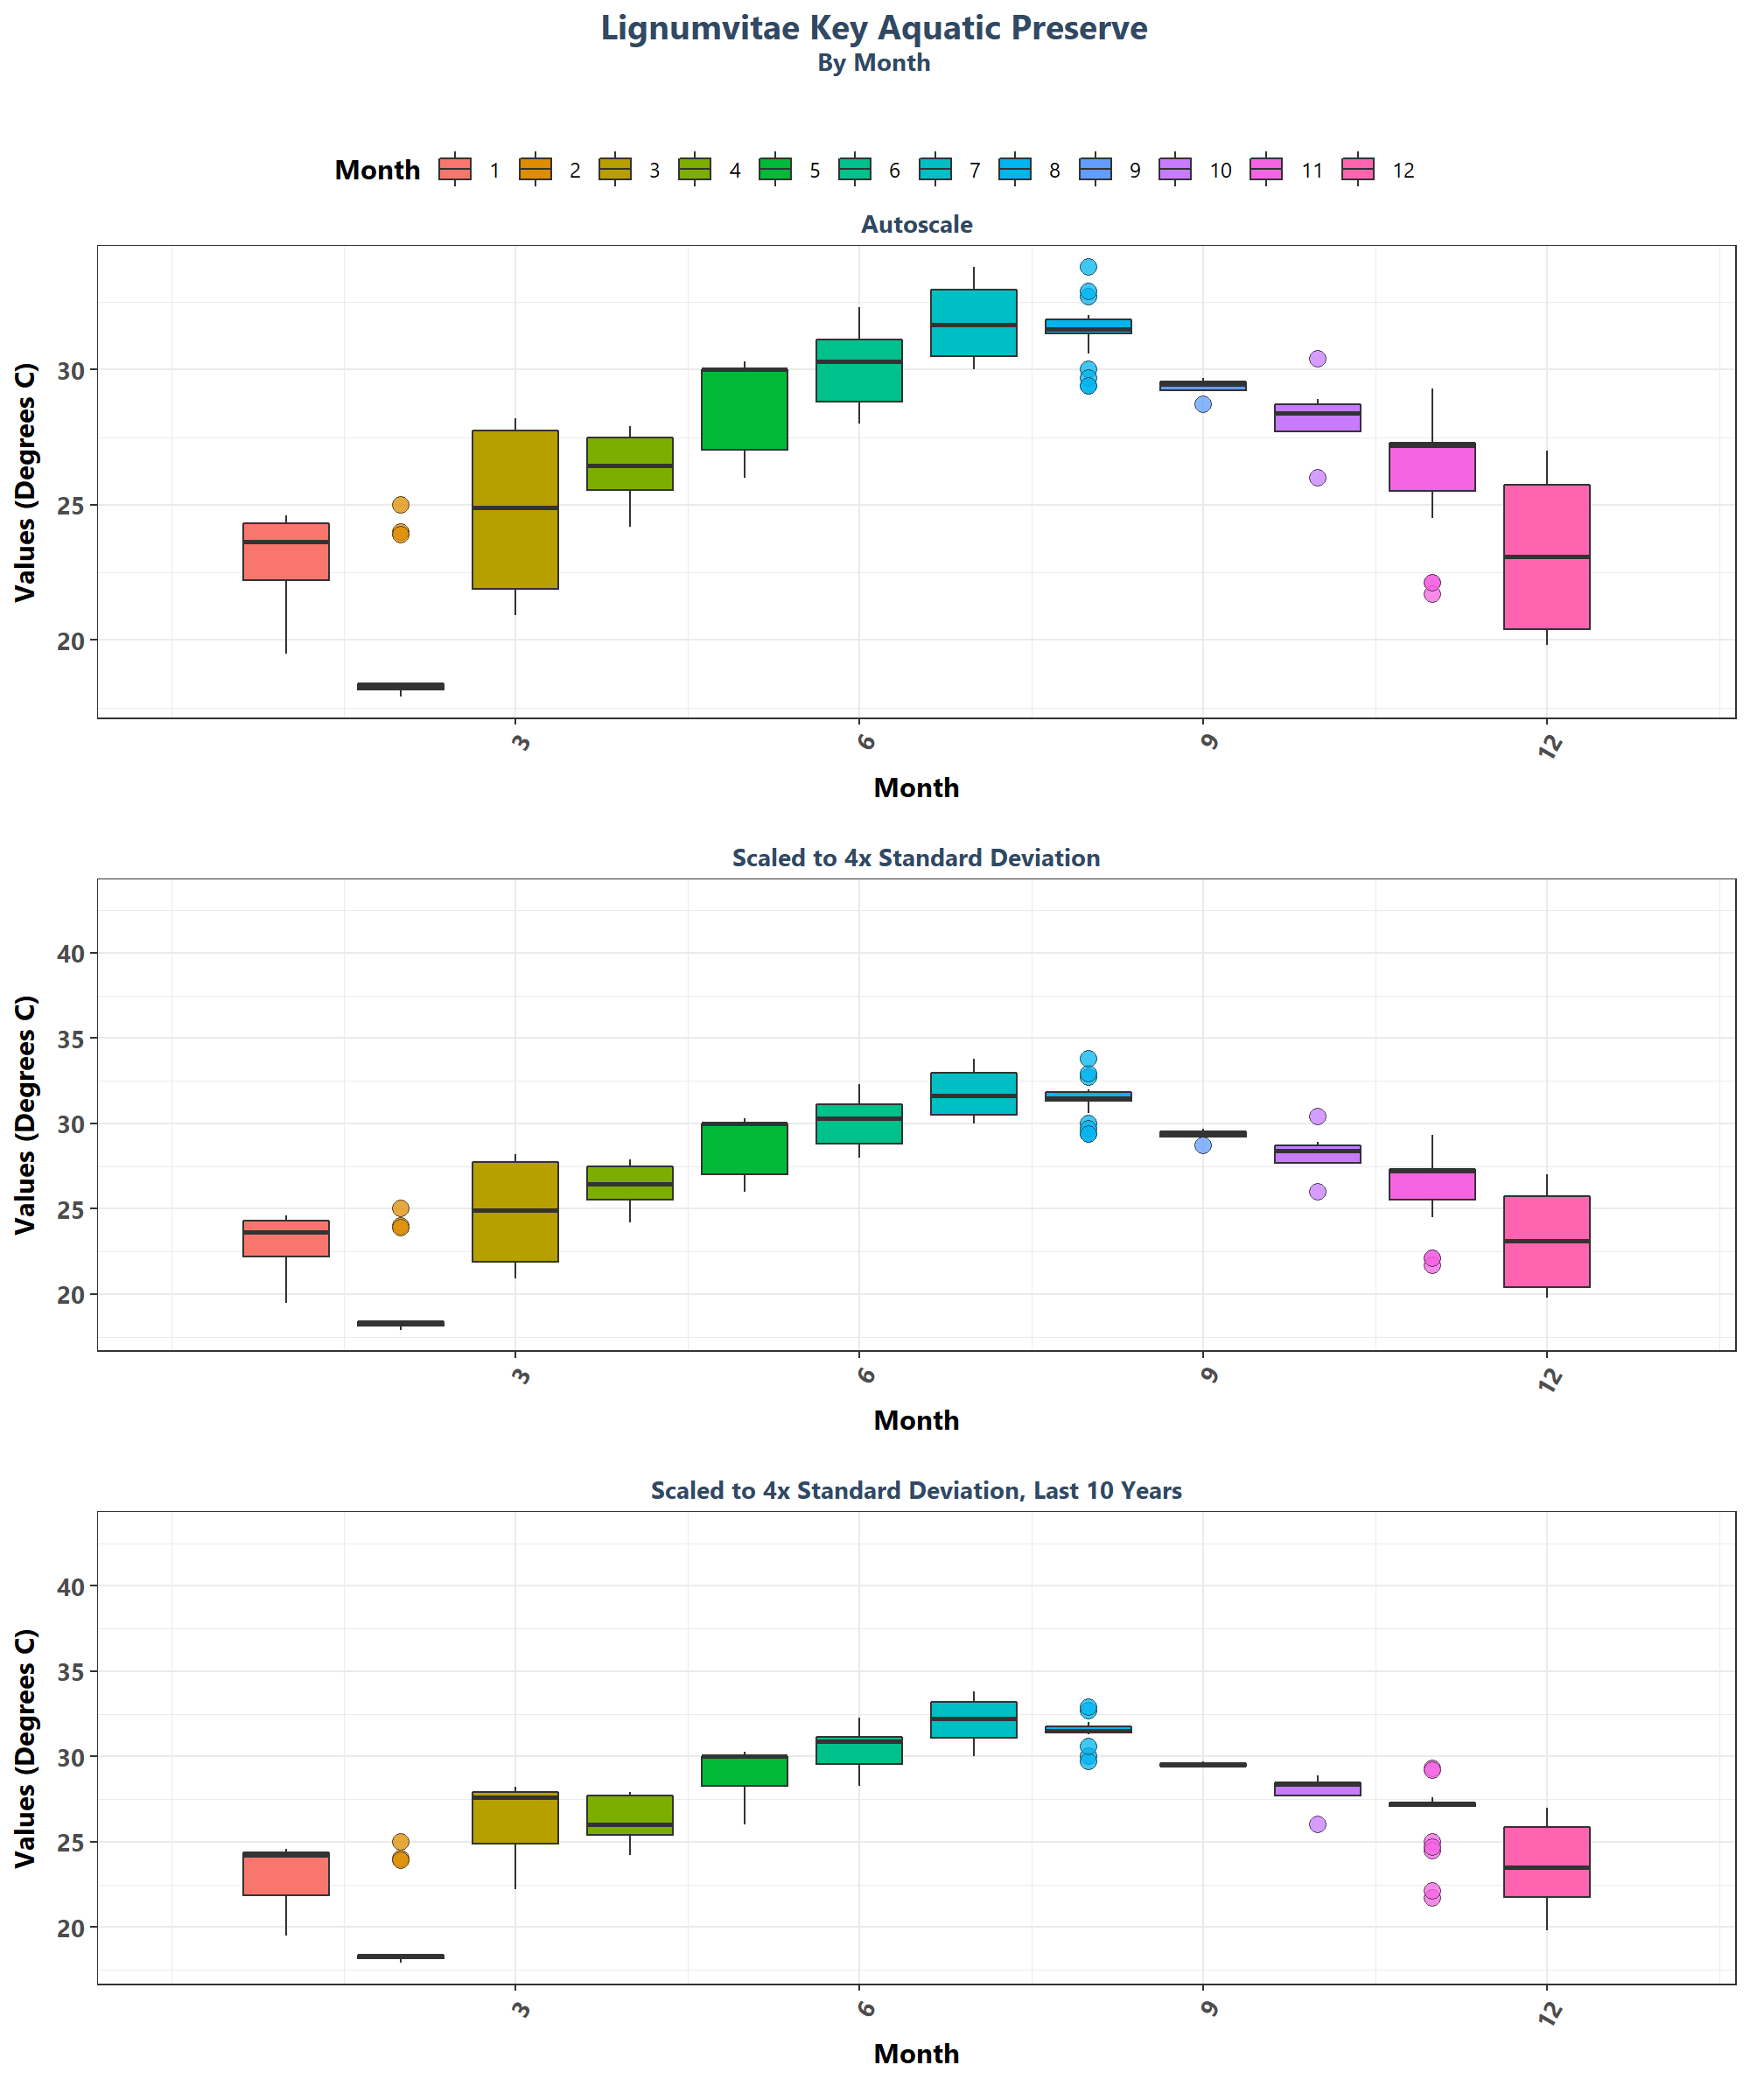 Lignumvitae Key Aquatic Preserve
By Month
Month 1 2 3 4 5 6 7 8 9 10 11 12
Autoscale
Values (Degrees C)
30
25
20
3 6 9 12
Month
Scaled to 4x Standard Deviation
Values (Degrees C)
40
35
30
25
20
3 6 9 12
Month
Scaled to 4x Standard Deviation, Last 10 Years
Values (Degrees C)
40
35
30
25
20
3 6 9 12
Month